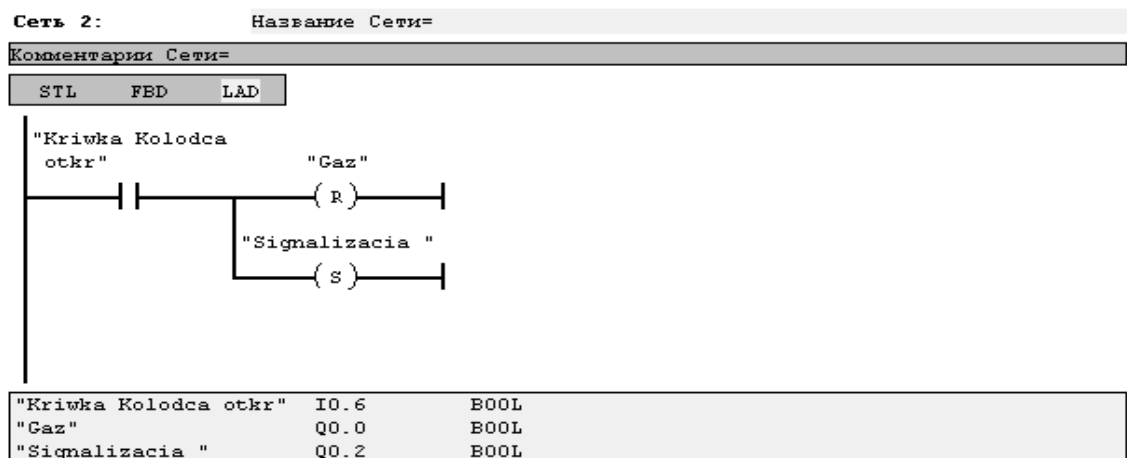 Сеть 2: Название Сети=
Комментарии Сети=
STL FBD LAD
"Kriwka Kolodca
otkr" "Gaz"
( R )
"Signalizacia "
( S )
"Kriwka Kolodca otkr" I0.6 BOOL
"Gaz" Q0.0 BOOL
"Signalizacia " Q0.2 BOOL